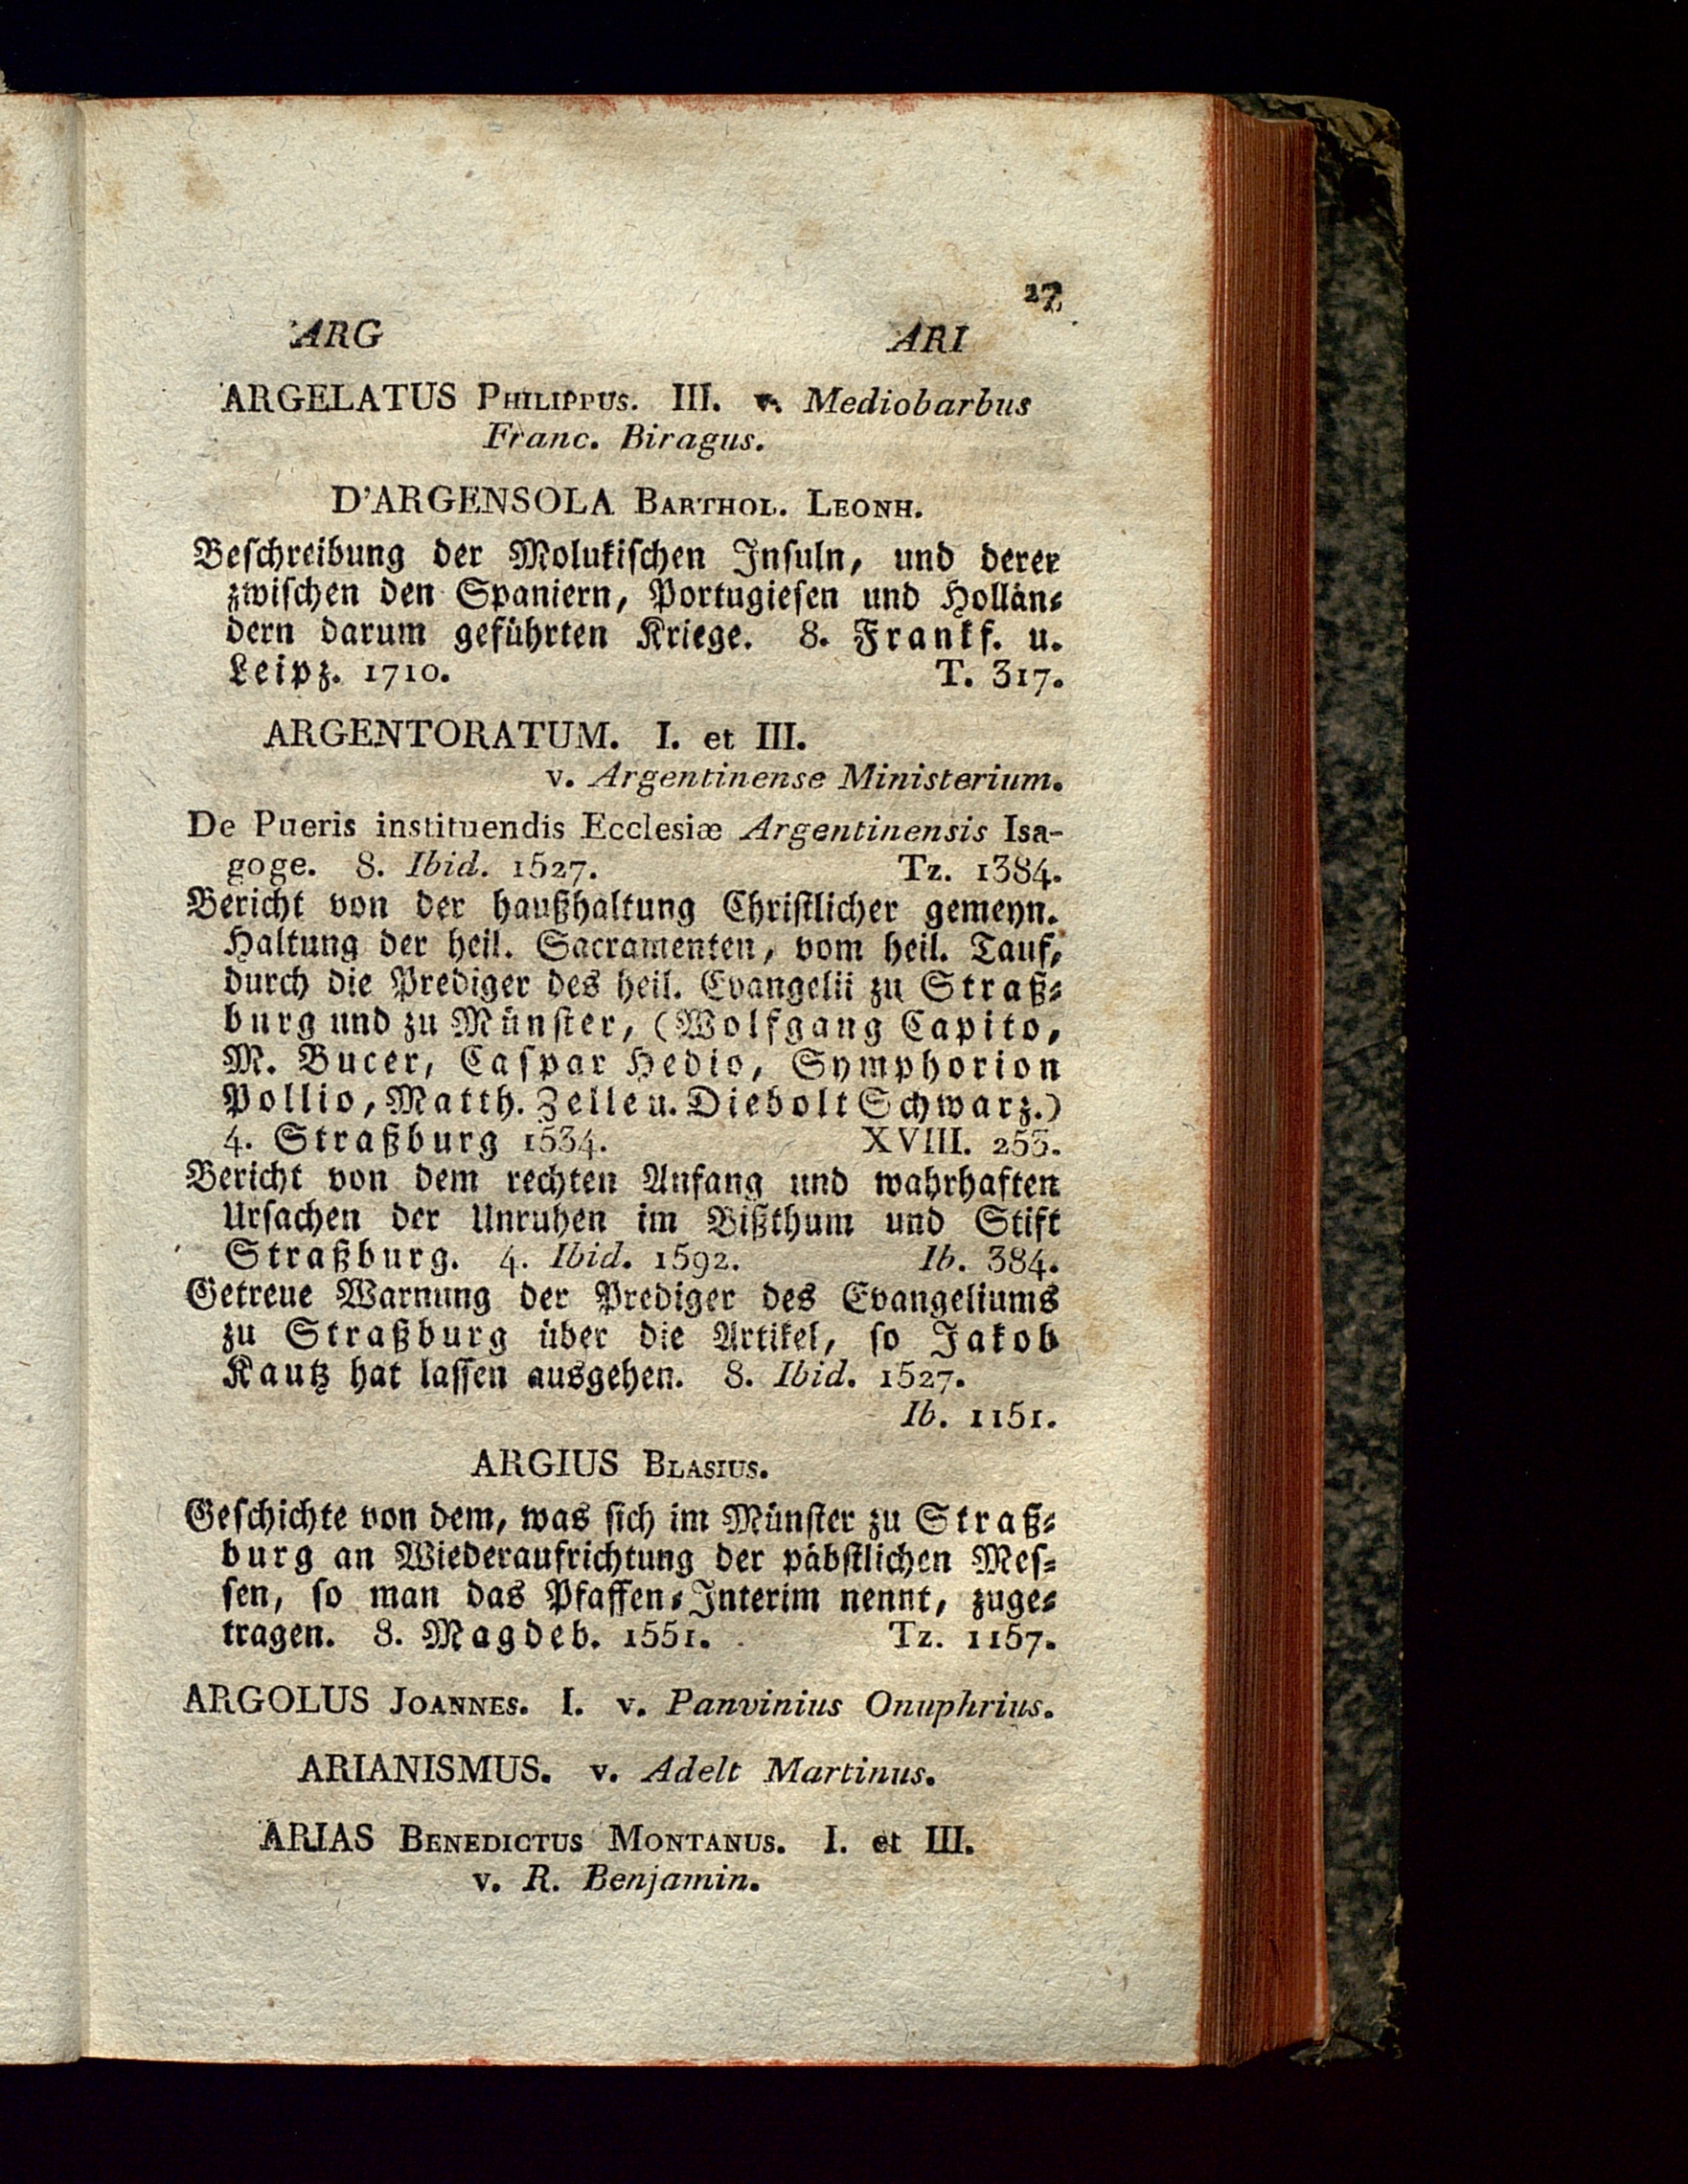 27
ARG ARI
ARGELATUS PHILIPPUS. III. v. Mediobarbus
Franc. Biragus.
D'ARGENSOLA BARTHOL. LEONH.
Beschreibung der Molukischen Insuln, und derer
zwischen den Spaniern, Portugiesen und Hollän-
dern darum geführten Kriege. 8. Frankf. u.
Leipz. 1710. T. 317.
ARGENTORATUM. I. et III.
v. Argentinense Ministerium.
De Pueris instituendis Ecclesiæ Argentinensis Isa-
goge. 8. Ibid. 1527. Tz. 1384.
Bericht von der haußhaltung Christlicher gemeyn.
Haltung der heil. Sacramenten, vom heil. Tauf,
durch die Prediger des heil. Evangelii zu Straß-
burg und zu Münster, (Wolfgang Capito,
M. Bucer, Caspar Hedio, Symphorion
Pollio, Matth. Zelle u. Diebolt Schwarz.)
4. Straßburg 1534. XVIII. 253.
Bericht von dem rechten Anfang und wahrhaften
Ursachen der Unruhen im Bißthum und Stift
Straßburg. 4. Ibid. 1592. Ib. 384.
Getreue Warnung der Prediger des Evangeliums
zu Straßburg über die Artikel, so Jakob
Kautz hat lassen ausgehen. 8. Ibid. 1527.
Ib. 1151.
ARGIUS BLASIUS.
Geschichte von dem, was sich im Münster zu Straß-
burg an Wiederaufrichtung der päbstlichen Mes-
sen, so man das Pfaffen-Interim nennt, zuge-
tragen. 8. Magdeb. 1551. Tz. 1157.
ARGOLUS JOANNES. I. v. Panvinius Onuphrius.
ARIANISMUS. v. Adelt Martinus.
ARIAS BENEDICTUS MONTANUS. I. et III.
v. R. Benjamin.